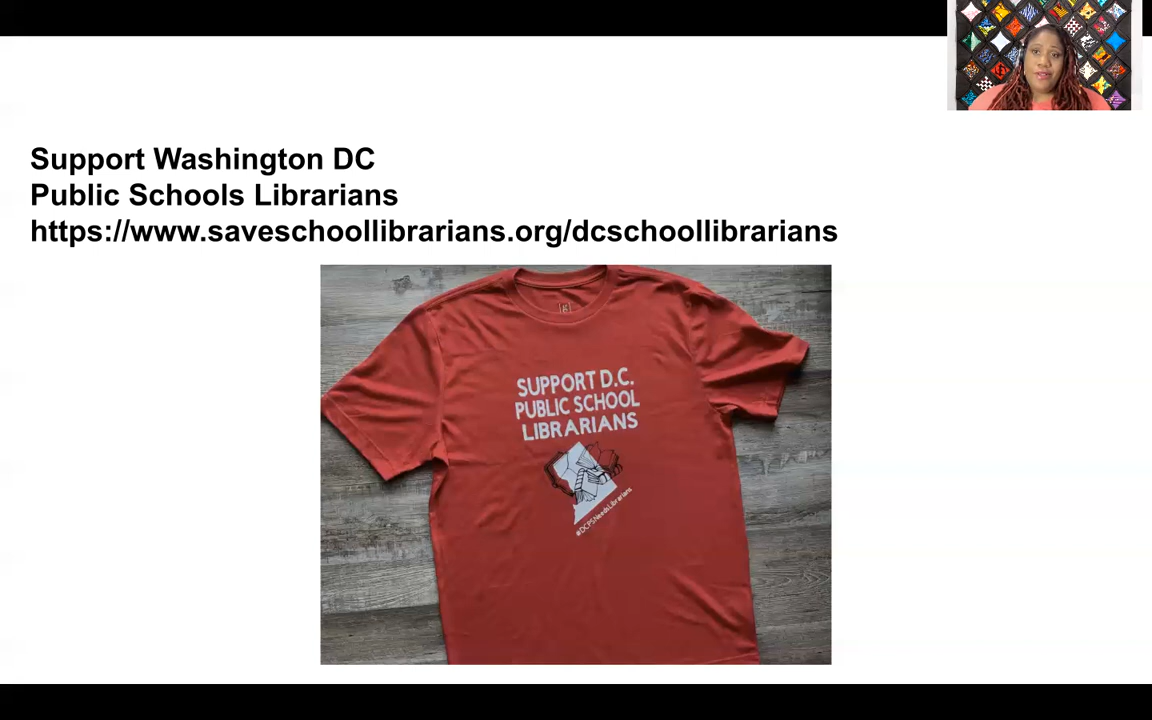 Support Washington DC
Public Schools Librarians
https://www.saveschoollibrarians.org/dcschoollibrarians
SUPPORT D.C.
PUBLIC SCHOOL
LIBRARIANS
#DCPSNeedsLibrarians